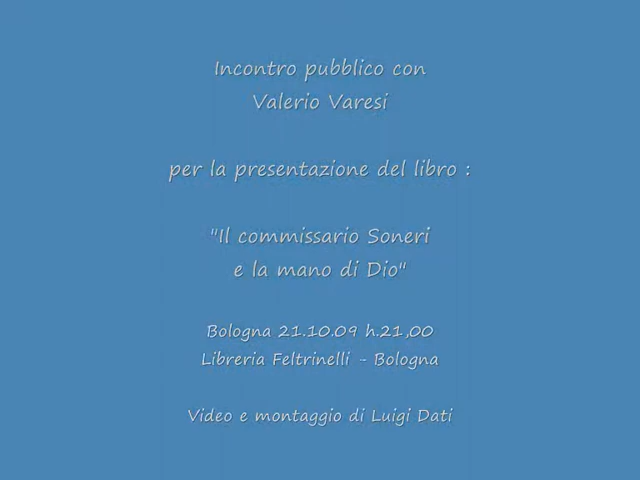 Incontro pubblico con
Valerio Varesi
per la presentazione del libro :
"Il commissario Soneri
e la mano di Dio"
Bologna 21.10.09 h.21,00
Libreria Feltrinelli - Bologna
Video e montaggio di Luigi Dati